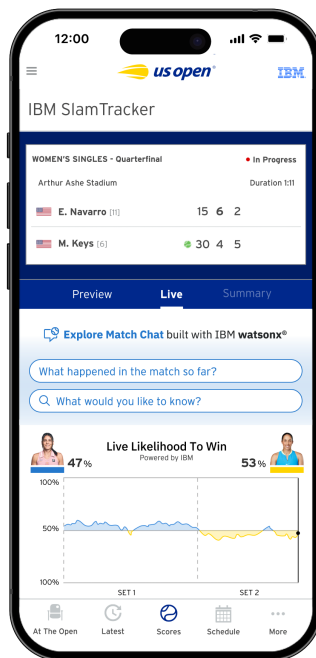 12:00
us open
IBM
IBM SlamTracker
WOMEN'S SINGLES - Quarterfinal
In Progress
Arthur Ashe Stadium
Duration 1:11
E. Navarro [11] 15 6 2
M. Keys [6] 30 4 5
Preview Live Summary
Explore Match Chat built with IBM watsonx®
What happened in the match so far?
What would you like to know?
Live Likelihood To Win
Powered by IBM
47%
53%
100%
50%
100%
SET 1 SET 2
At The Open Latest Scores Schedule More